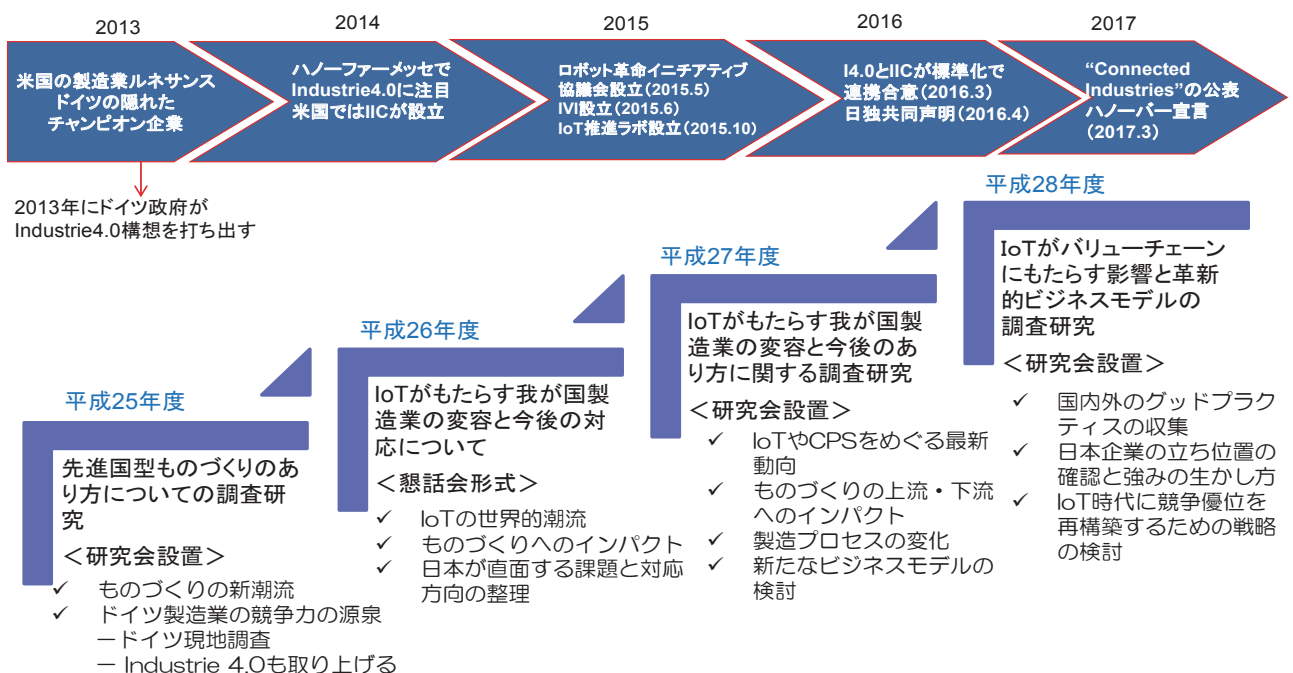 2013
2014
2015
2016
2017
米国の製造業ルネサンス
ドイツの隠れた
チャンピオン企業
ハノーファーメッセで
Industrie4.0に注目
米国ではIICが設立
ロボット革命イニチアティブ
協議会設立(2015.5)
IVI設立(2015.6)
IoT推進ラボ設立(2015.10)
I4.0とIICが標準化で
連携合意(2016.3)
日独共同声明(2016.4)
“Connected
Industries”の公表
ハノーバー宣言
(2017.3)
2013年にドイツ政府が
Industrie4.0構想を打ち出す
平成25年度
先進国型ものづくりのあ
り方についての調査研
究
<研究会設置>
✓ ものづくりの新潮流
✓ ドイツ製造業の競争力の源泉
－ドイツ現地調査
－ Industrie 4.0も取り上げる
平成26年度
IoTがもたらす我が国製
造業の変容と今後の対
応について
<懇話会形式>
✓ IoTの世界的潮流
✓ ものづくりへのインパクト
✓ 日本が直面する課題と対応
方向の整理
平成27年度
IoTがもたらす我が国製
造業の変容と今後のあ
り方に関する調査研究
<研究会設置>
✓ IoTやCPSをめぐる最新
動向
✓ ものづくりの上流・下流
へのインパクト
✓ 製造プロセスの変化
✓ 新たなビジネスモデルの
検討
平成28年度
IoTがバリューチェーン
にもたらす影響と革新
的ビジネスモデルの
調査研究
<研究会設置>
✓ 国内外のグッドプラク
ティスの収集
✓ 日本企業の立ち位置の
確認と強みの生かし方
✓ IoT時代に競争優位を
再構築するための戦略
の検討